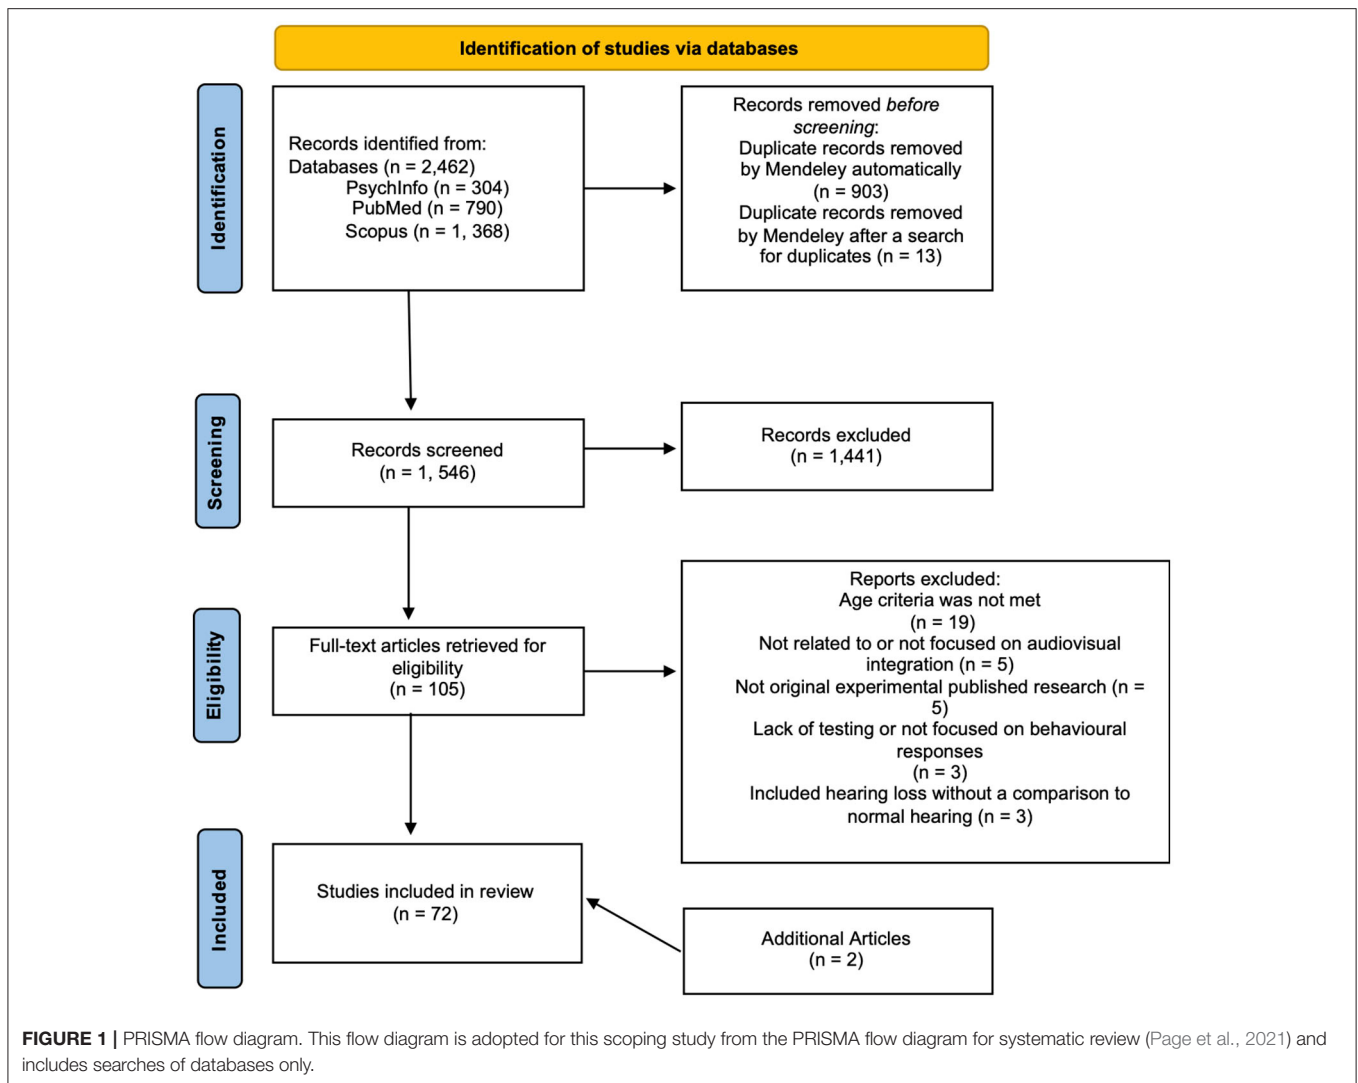 Identification of studies via databases
Identification
Records identified from:
Databases (n = 2,462)
PsychInfo (n = 304)
PubMed (n = 790)
Scopus (n = 1, 368)
Records removed before
screening:
Duplicate records removed
by Mendeley automatically
(n = 903)
Duplicate records removed
by Mendeley after a search
for duplicates (n = 13)
Screening
Records screened
(n = 1, 546)
Records excluded
(n = 1,441)
Eligibility
Full-text articles retrieved for
eligibility
(n = 105)
Reports excluded:
Age criteria was not met
(n = 19)
Not related to or not focused on audiovisual
integration (n = 5)
Not original experimental published research (n =
5)
Lack of testing or not focused on behavioural
responses
(n = 3)
Included hearing loss without a comparison to
normal hearing (n = 3)
Included
Studies included in review
(n = 72)
Additional Articles
(n = 2)
FIGURE 1 | PRISMA flow diagram. This flow diagram is adopted for this scoping study from the PRISMA flow diagram for systematic review (Page et al., 2021) and
includes searches of databases only.